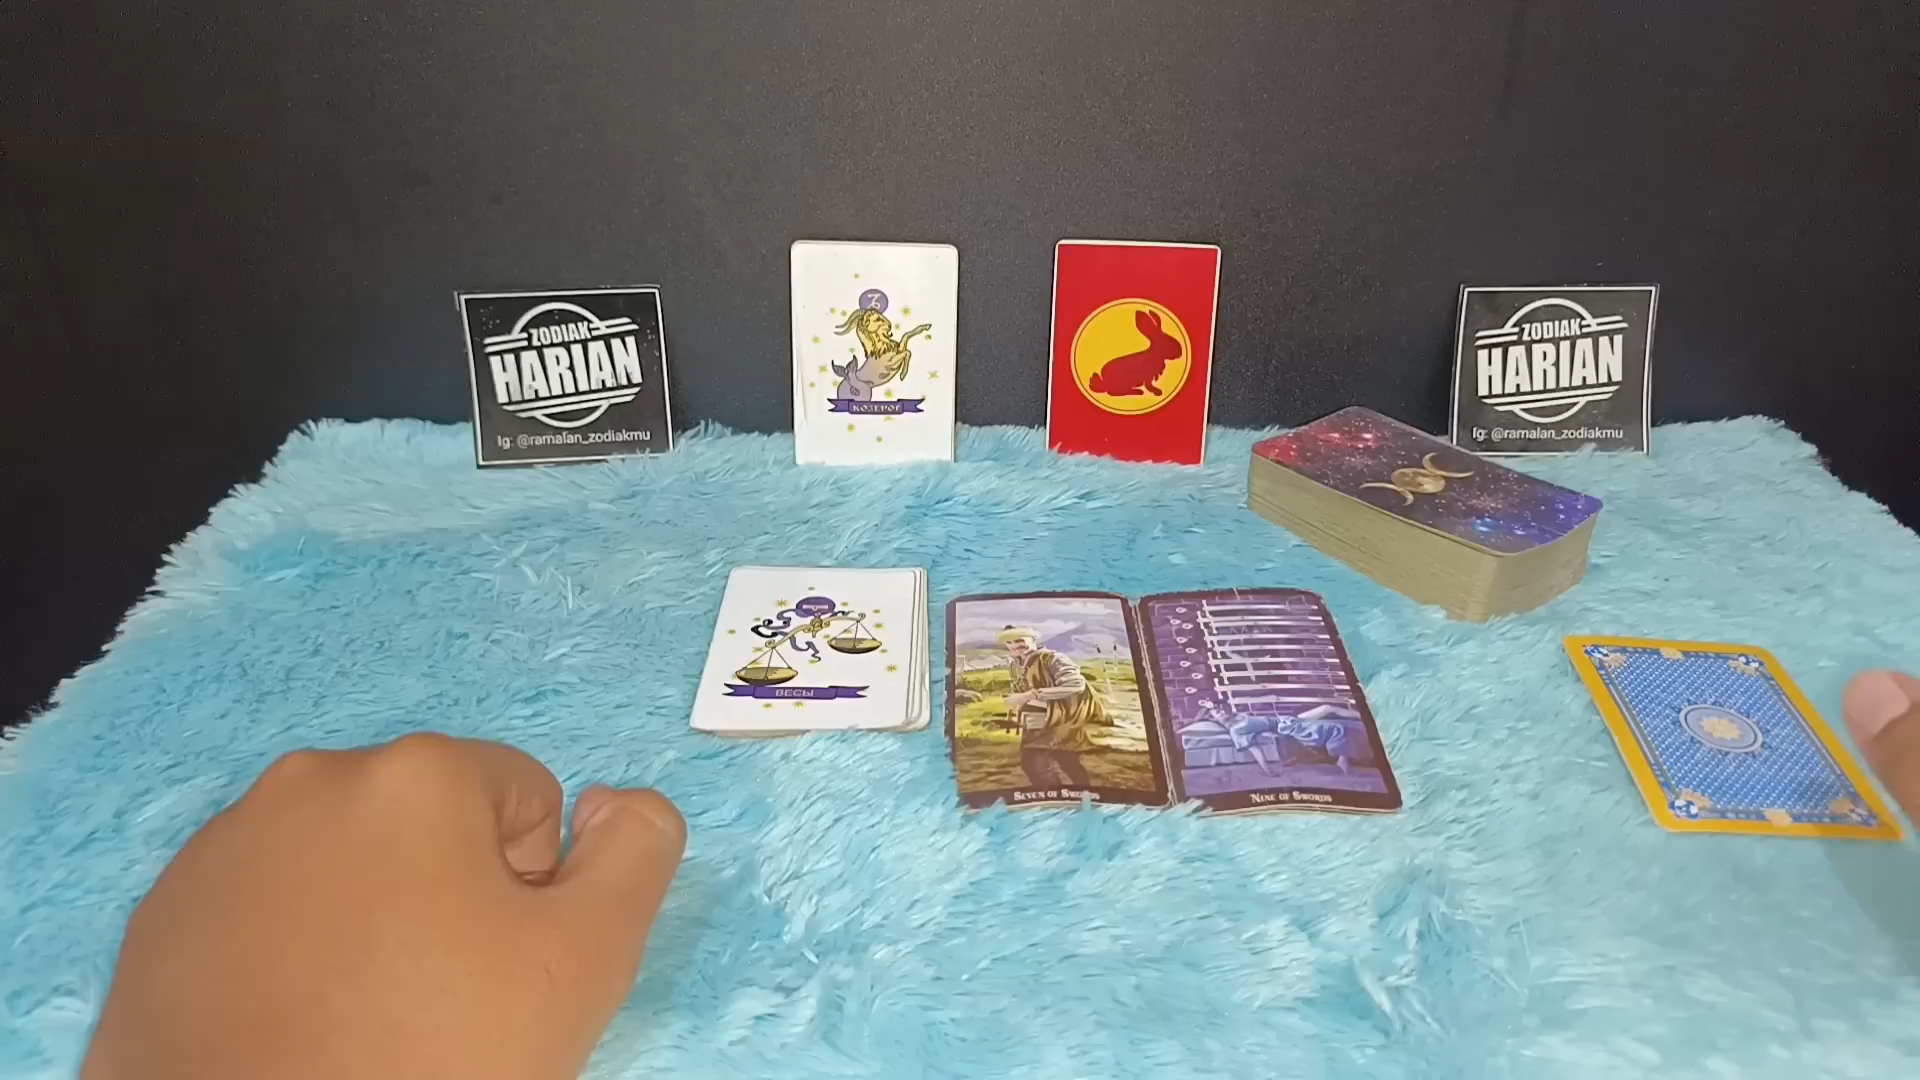 ZODIAK
HARIAN
Ig: @ramalan_zodiakmu
КОЗЕРОГ
ZODIAK
HARIAN
Ig: @ramalan_zodiakmu
ВЕСЫ
SEVEN OF SWORDS
NINE OF SWORDS